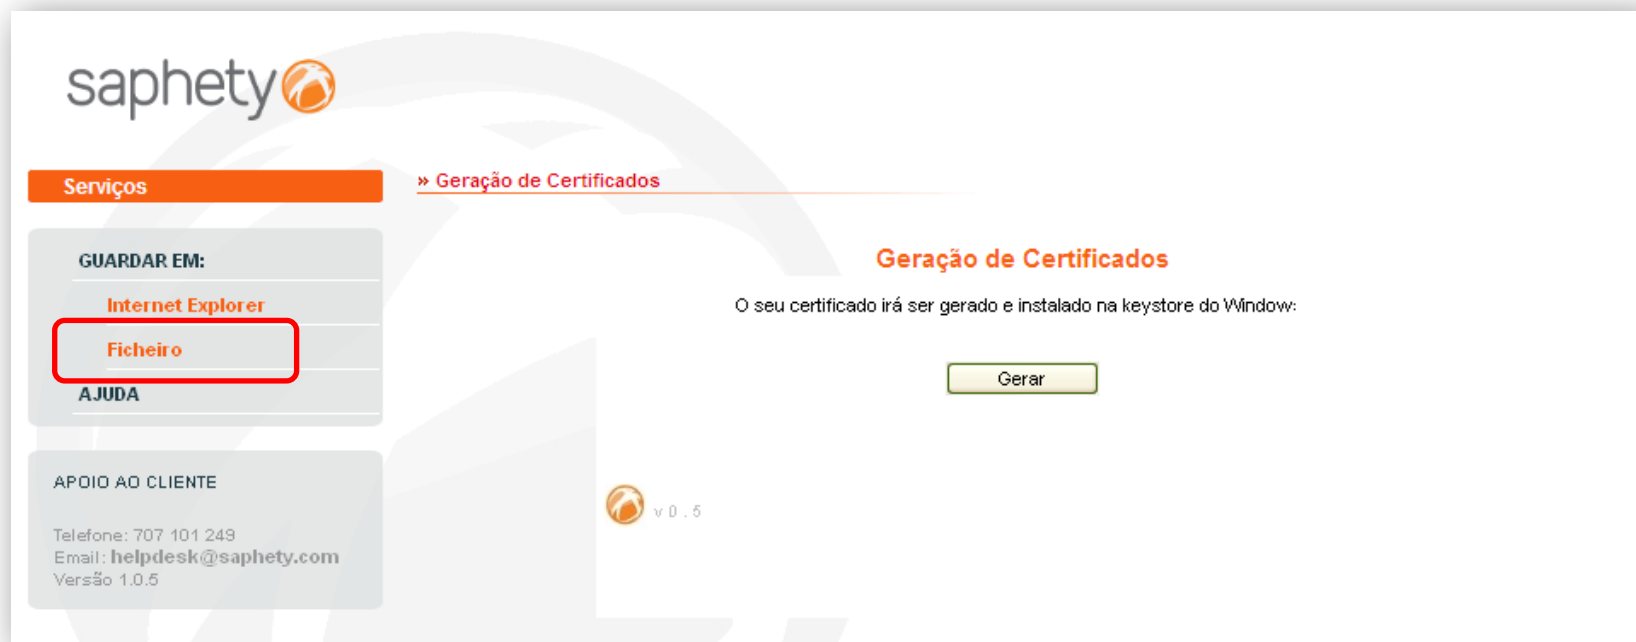 saphety
Serviços
» Geração de Certificados
GUARDAR EM:
Internet Explorer
Ficheiro
AJUDA
Geração de Certificados
O seu certificado irá ser gerado e instalado na keystore do Window:
Gerar
APOIO AO CLIENTE
Telefone: 707 101 249
Email: helpdesk@saphety.com
Versão 1.0.5
v 0 . 5